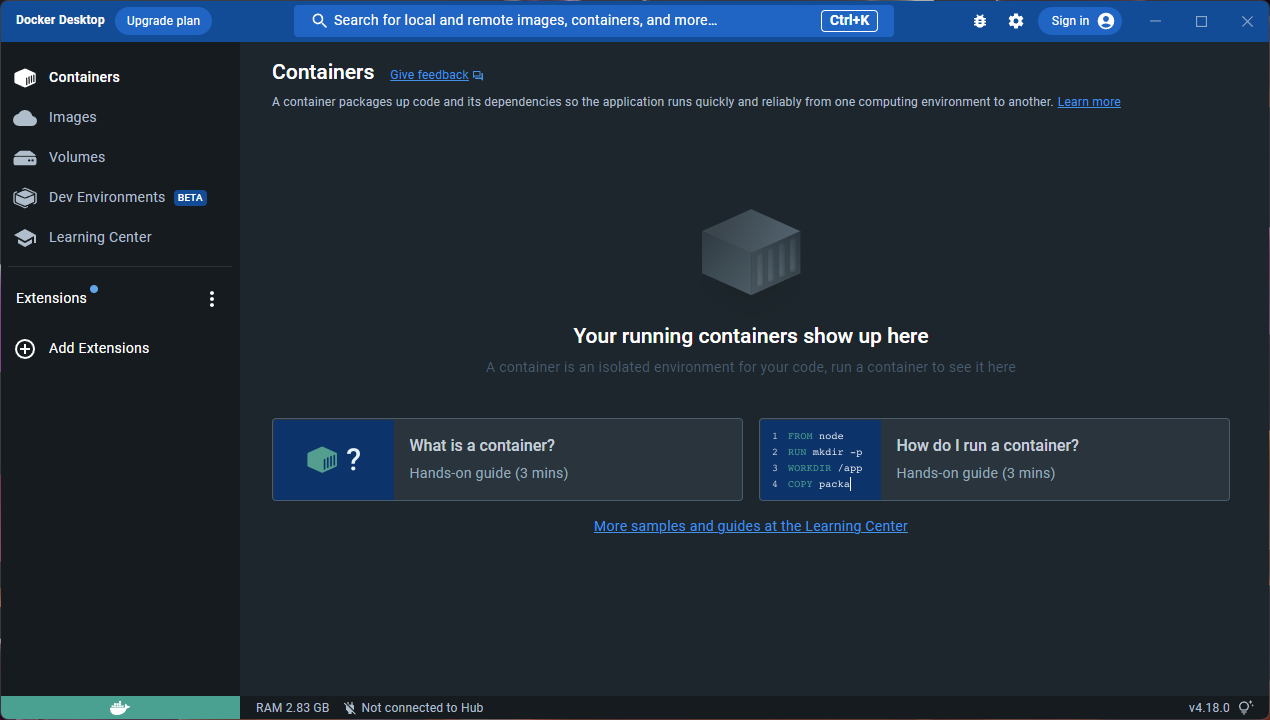 Docker Desktop
Upgrade plan
Search for local and remote images, containers, and more...
Ctrl+K
Sign in
Containers
Images
Volumes
Dev Environments BETA
Learning Center
Extensions
Add Extensions
Containers Give feedback
A container packages up code and its dependencies so the application runs quickly and reliably from one computing environment to another. Learn more
Your running containers show up here
A container is an isolated environment for your code, run a container to see it here
?
What is a container?
Hands-on guide (3 mins)
1 FROM node
2 RUN mkdir -p
3 WORKDIR /app
4 COPY packa
How do I run a container?
Hands-on guide (3 mins)
More samples and guides at the Learning Center
RAM 2.83 GB Not connected to Hub
v4.18.0